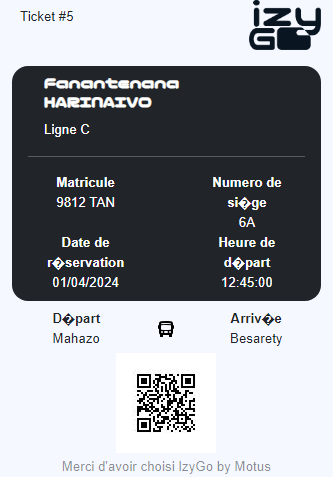 Ticket #5
izy
GO
Fanantenana
HARINAIVO
Ligne C
Matricule
9812 TAN
Numero de
si�ge
6A
Date de
r�servation
01/04/2024
Heure de
d�part
12:45:00
D�part
Mahazo
Arriv�e
Besarety
Merci d'avoir choisi IzyGo by Motus